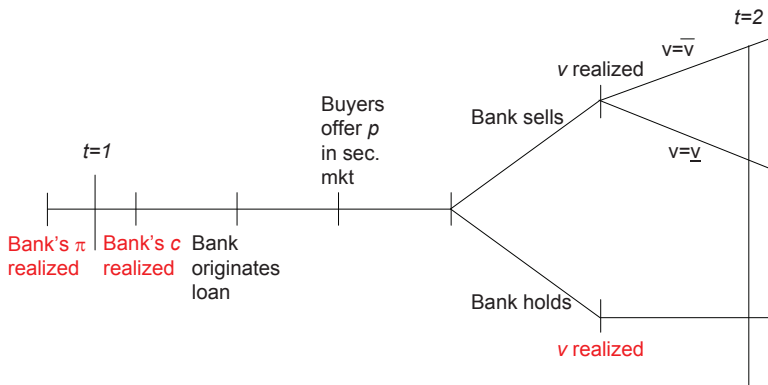 t=2
v=v̅
v realized
Buyers
offer p
in sec.
mkt
Bank sells
t=1
v=v̲
Bank's π
realized
Bank's c
realized
Bank
originates
loan
Bank holds
v realized